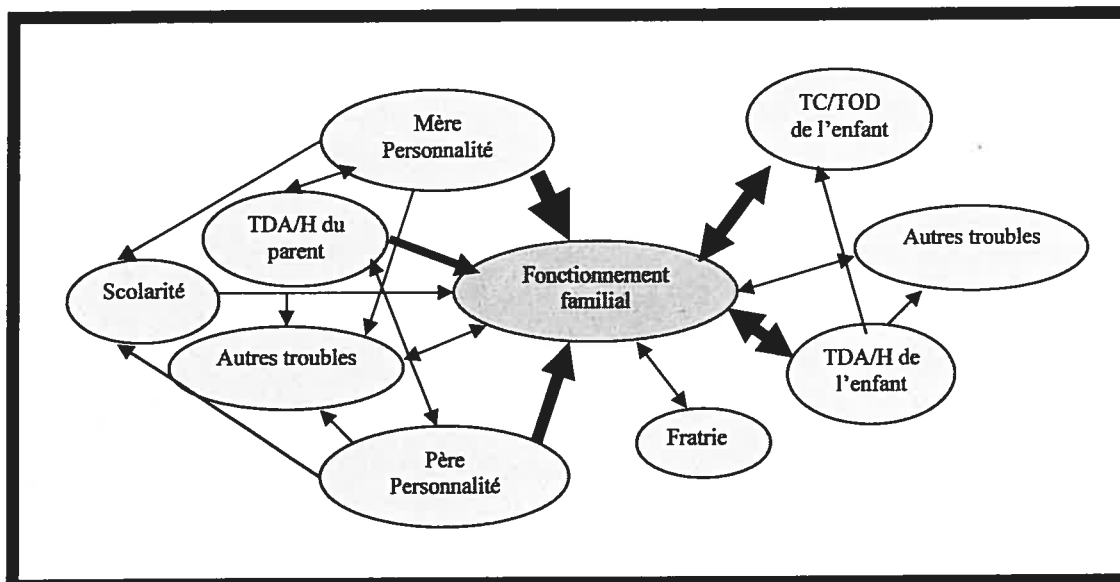 Mère
Personnalité
TC/TOD
de l'enfant
TDA/H du
parent
Autres troubles
Scolarité
Fonctionnement
familial
Autres troubles
TDA/H de
l'enfant
Fratrie
Père
Personnalité